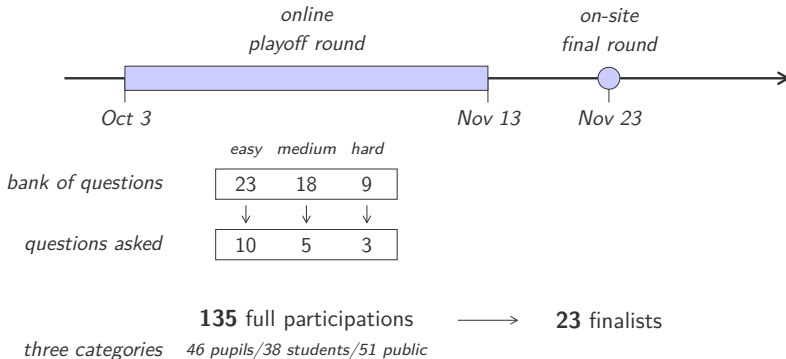 online
playoff round
on-site
final round
Oct 3
Nov 13
Nov 23
easy medium hard
bank of questions 23 18 9
questions asked 10 5 3
135 full participations 23 finalists
three categories 46 pupils/38 students/51 public